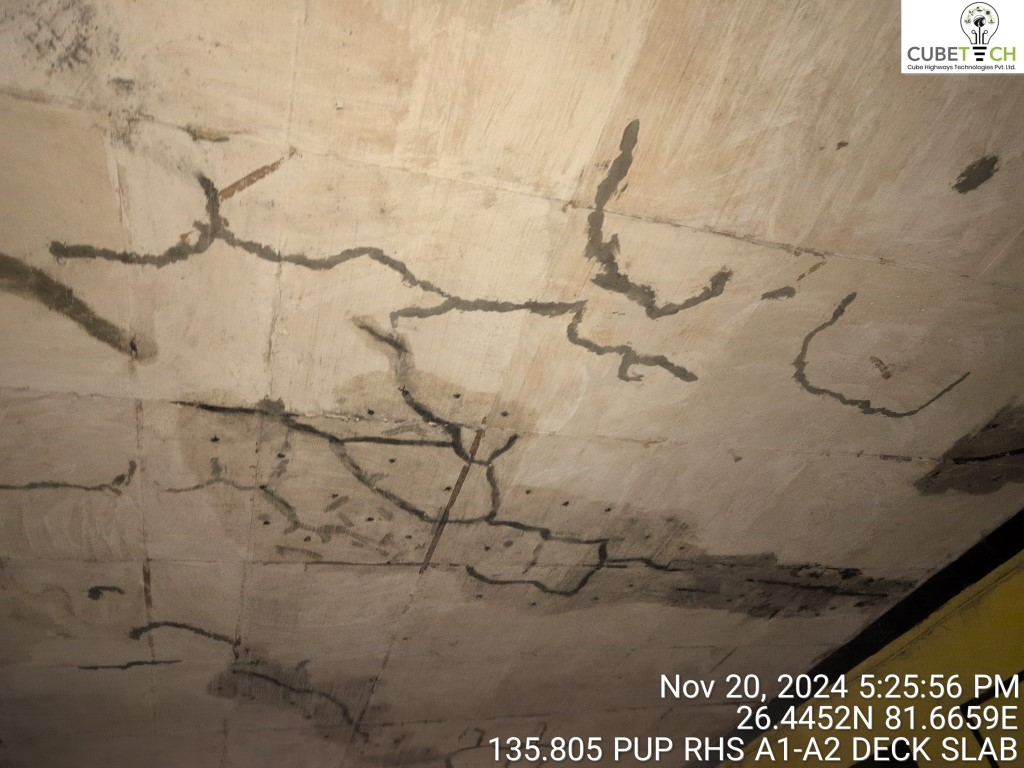 CUBETECH
Cube Highways Technologies Pvt. Ltd.
Nov 20, 2024 5:25:56 PM
26.4452N 81.6659E
135.805 PUP RHS A1-A2 DECK SLAB